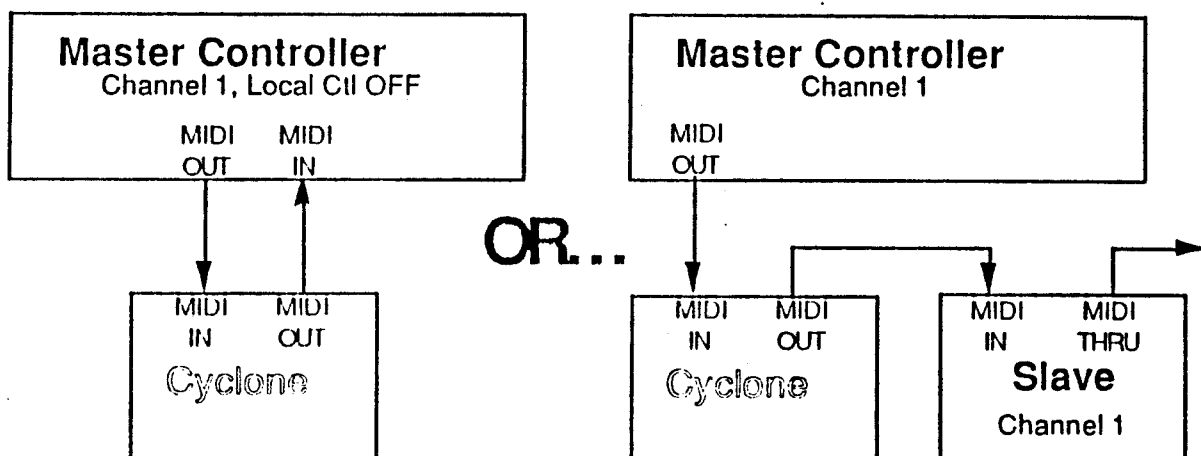 Master Controller
Channel 1, Local Ctl OFF
MIDI MIDI
OUT IN
MIDI MIDI
IN OUT
Cyclone
OR...
Master Controller
Channel 1
MIDI
OUT
MIDI MIDI
IN OUT
Cyclone
MIDI MIDI
IN THRU
Slave
Channel 1